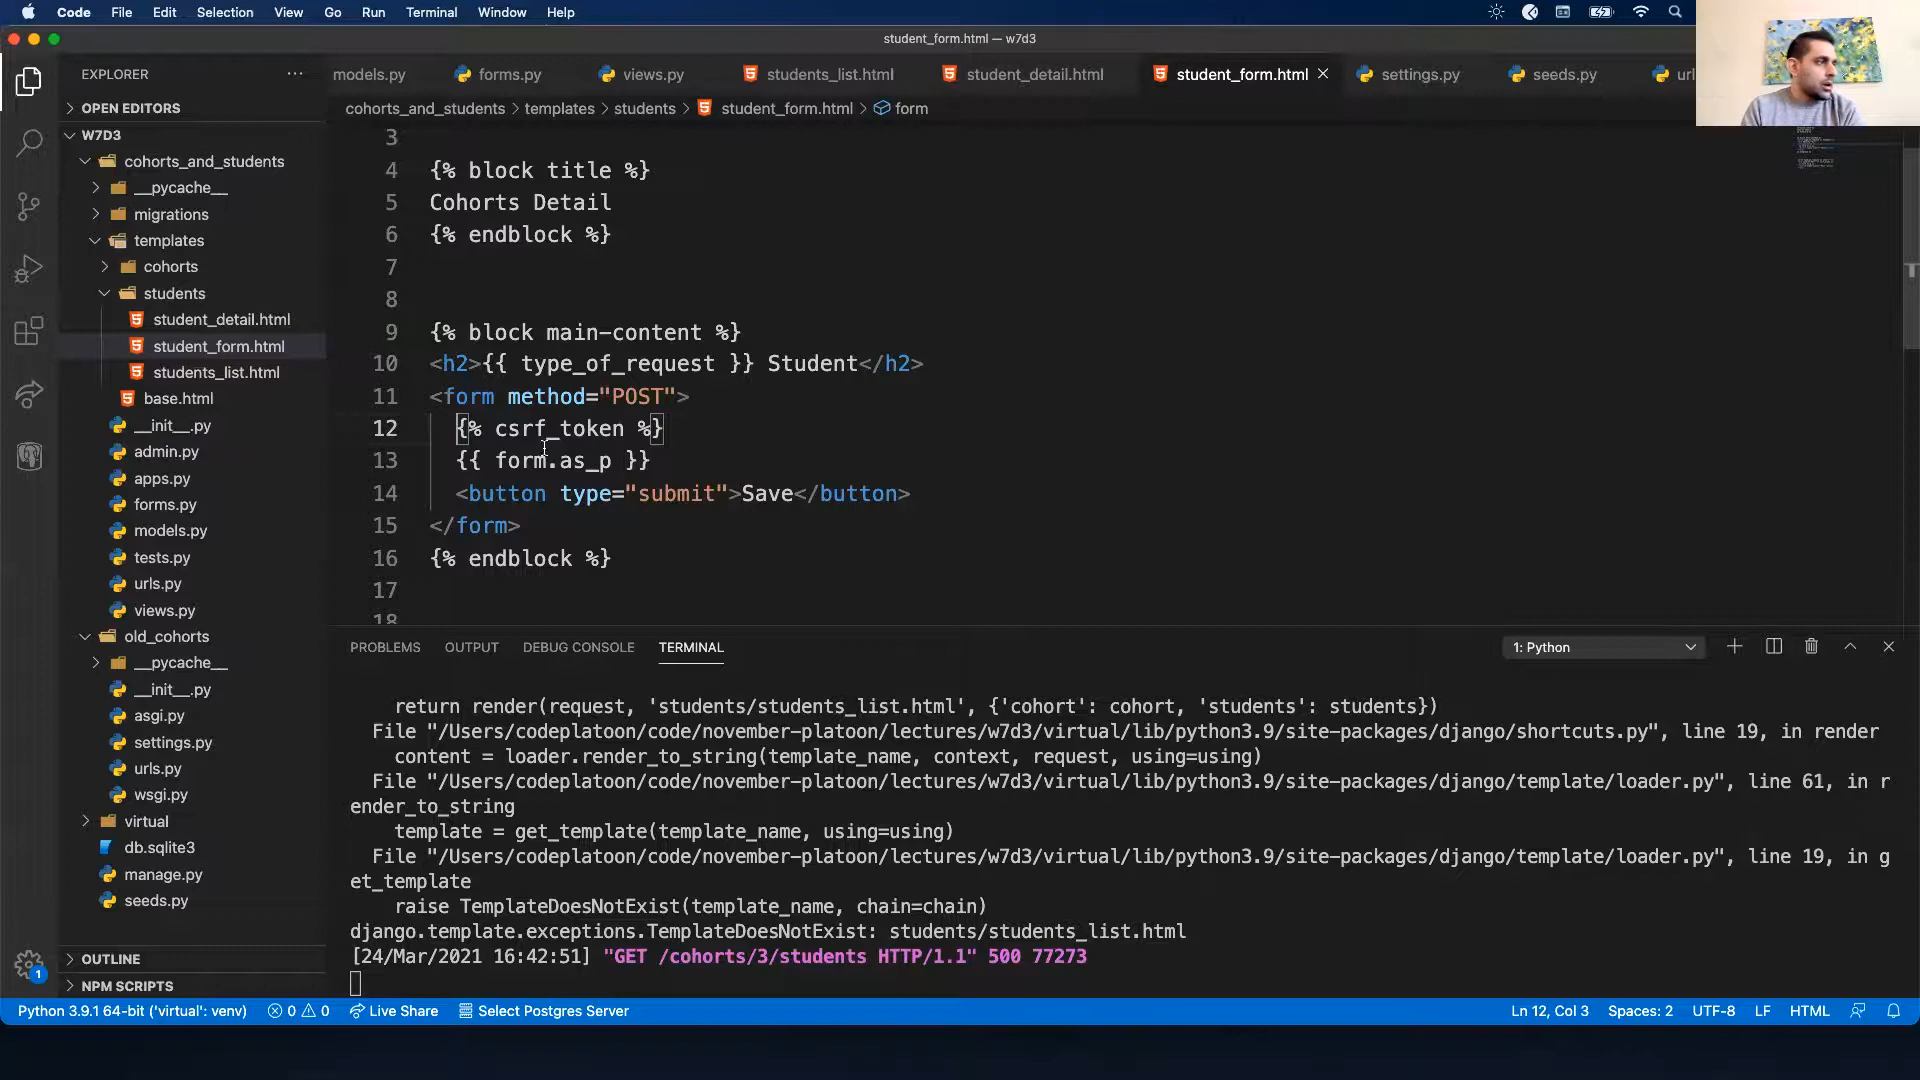 Code File Edit Selection View Go Run Terminal Window Help
student_form.html — w7d3
EXPLORER
models.py
forms.py
views.py
students_list.html
student_detail.html
student_form.html
settings.py
seeds.py
url
cohorts_and_students > templates > students > student_form.html > form
OPEN EDITORS
W7D3
cohorts_and_students
__pycache__
migrations
templates
cohorts
students
student_detail.html
student_form.html
students_list.html
base.html
__init__.py
admin.py
apps.py
forms.py
models.py
tests.py
urls.py
views.py
old_cohorts
__pycache__
__init__.py
asgi.py
settings.py
urls.py
wsgi.py
virtual
db.sqlite3
manage.py
seeds.py
OUTLINE
NPM SCRIPTS
3
4 {% block title %}
5 Cohorts Detail
6 {% endblock %}
7
8
9 {% block main-content %}
10 <h2>{{ type_of_request }} Student</h2>
11 <form method="POST">
12 {% csrf_token %}
13 {{ form.as_p }}
14 <button type="submit">Save</button>
15 </form>
16 {% endblock %}
17
18
PROBLEMS OUTPUT DEBUG CONSOLE TERMINAL
1: Python
return render(request, 'students/students_list.html', {'cohort': cohort, 'students': students})
File "/Users/codeplatoon/code/november-platoon/lectures/w7d3/virtual/lib/python3.9/site-packages/django/shortcuts.py", line 19, in render
content = loader.render_to_string(template_name, context, request, using=using)
File "/Users/codeplatoon/code/november-platoon/lectures/w7d3/virtual/lib/python3.9/site-packages/django/template/loader.py", line 61, in r
ender_to_string
template = get_template(template_name, using=using)
File "/Users/codeplatoon/code/november-platoon/lectures/w7d3/virtual/lib/python3.9/site-packages/django/template/loader.py", line 19, in g
et_template
raise TemplateDoesNotExist(template_name, chain=chain)
django.template.exceptions.TemplateDoesNotExist: students/students_list.html
[24/Mar/2021 16:42:51] "GET /cohorts/3/students HTTP/1.1" 500 77273
1
Python 3.9.1 64-bit ('virtual': venv) 0 0 Live Share Select Postgres Server Ln 12, Col 3 Spaces: 2 UTF-8 LF HTML